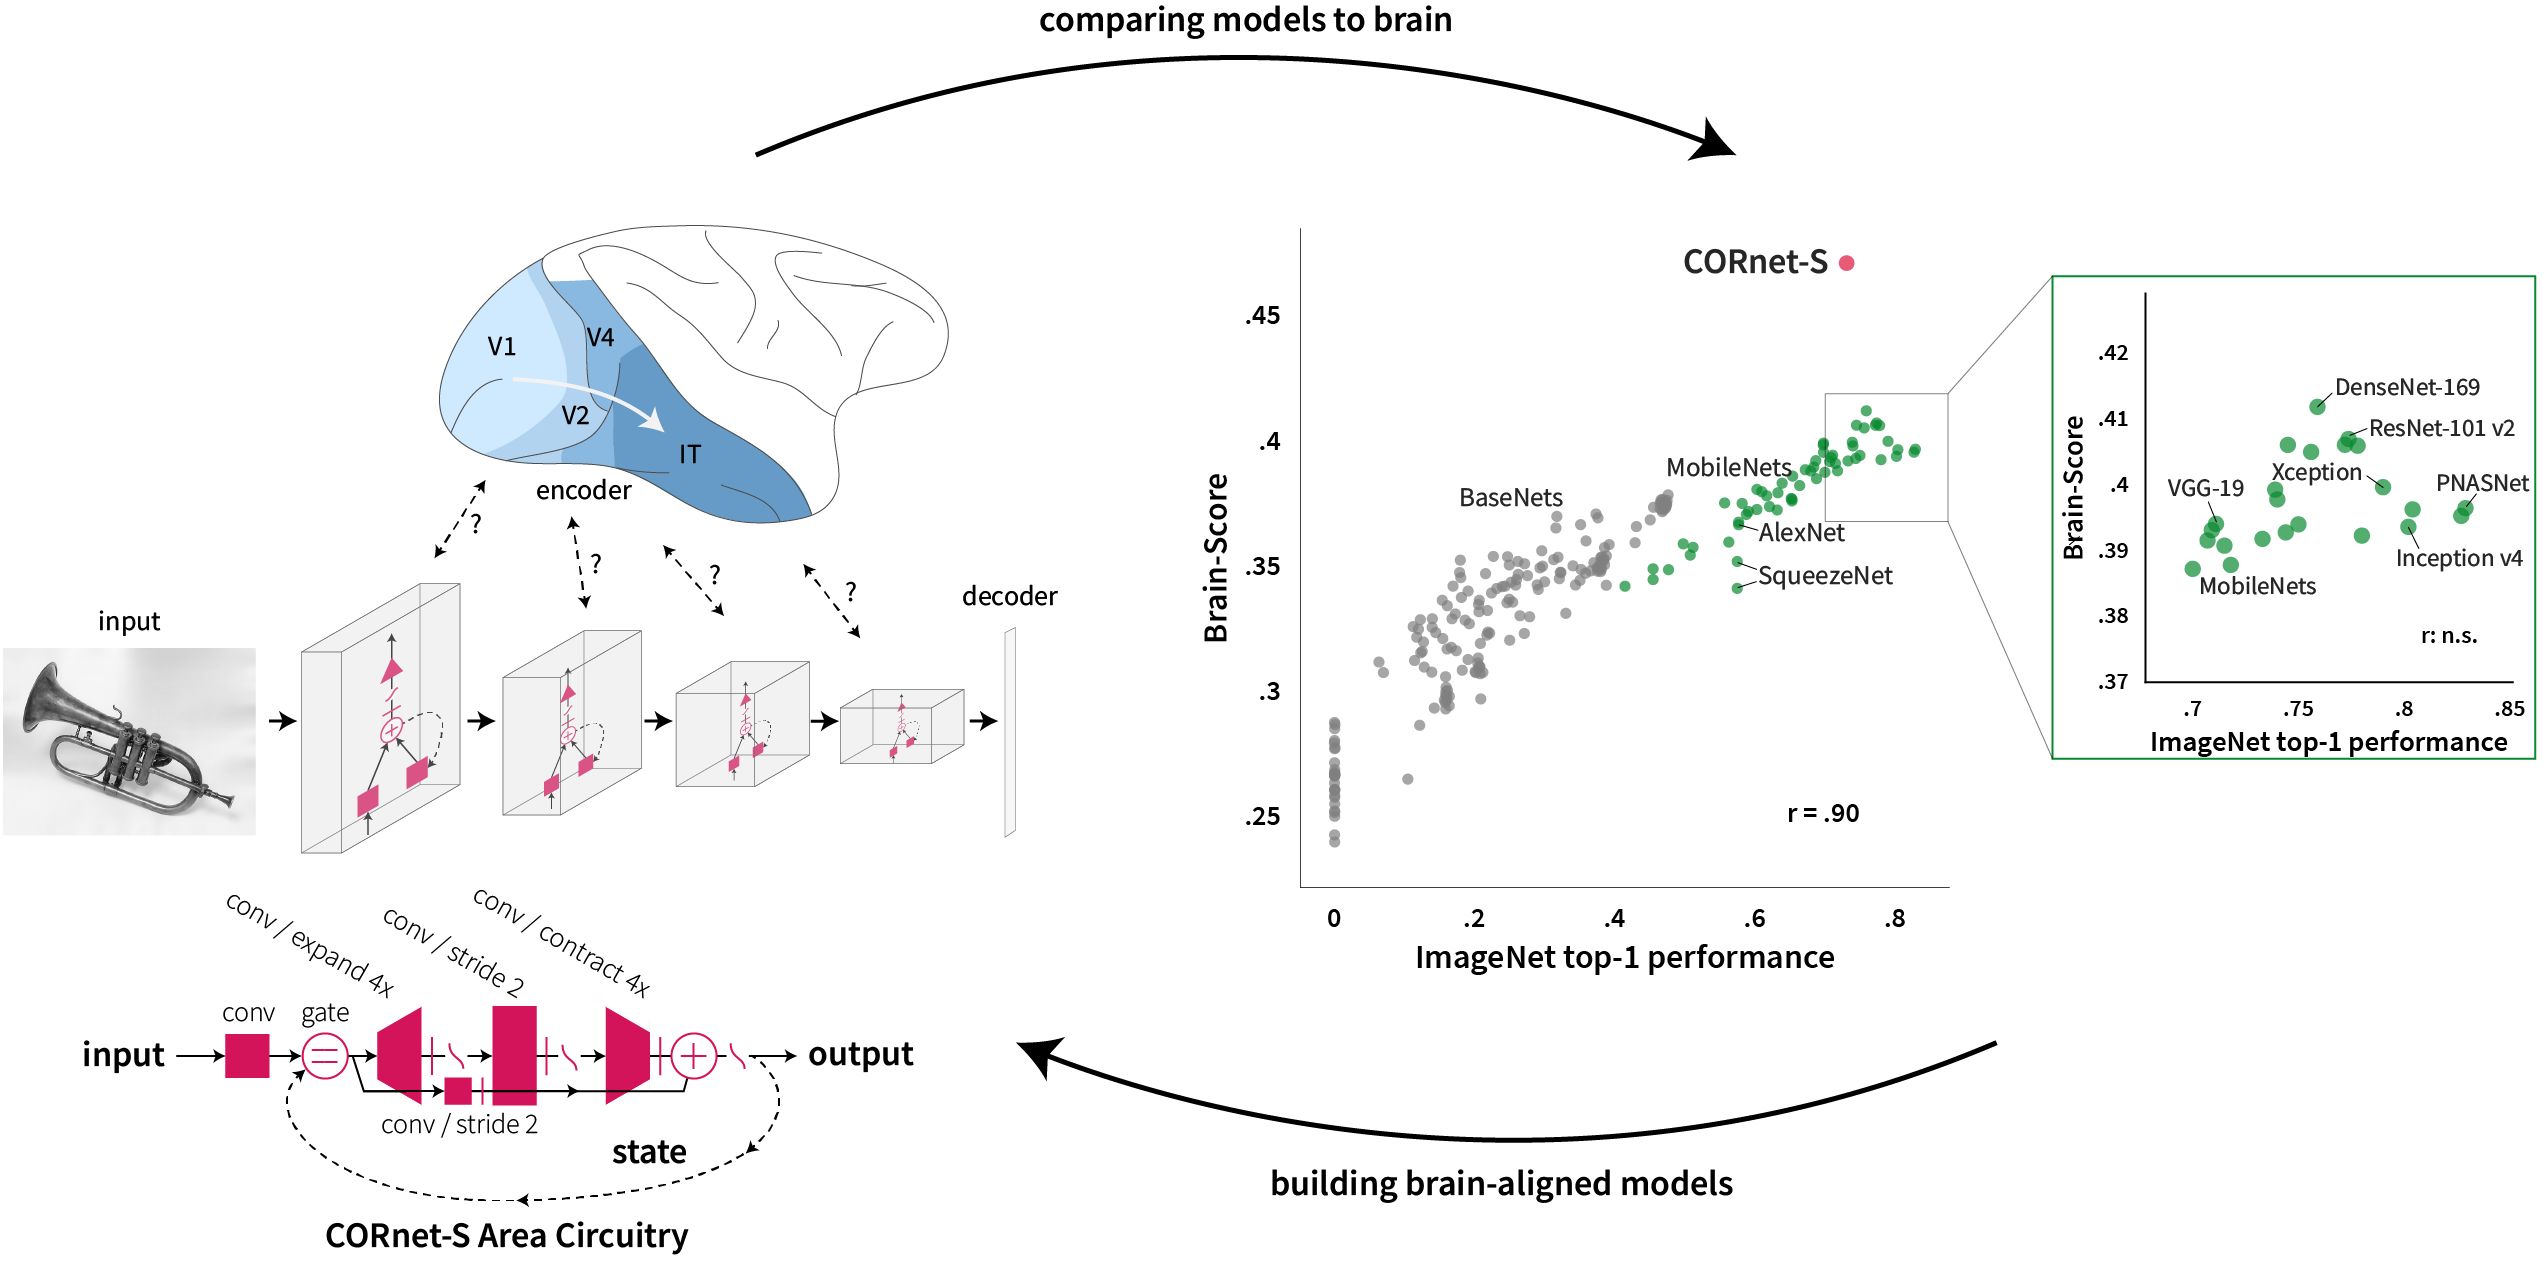 comparing models to brain
V1
V4
V2
IT
encoder
?
?
?
?
input
decoder
conv / expand 4x
conv / stride 2
conv / contract 4x
conv
gate
input
output
conv / stride 2
state
CORnet-S Area Circuitry
Brain-Score
.45
.4
.35
.3
.25
CORnet-S
MobileNets
BaseNets
AlexNet
SqueezeNet
r = .90
0
.2
.4
.6
.8
ImageNet top-1 performance
Brain-Score
.42
.41
.4
.39
.38
.37
DenseNet-169
ResNet-101 v2
Xception
PNASNet
VGG-19
Inception v4
MobileNets
r: n.s.
.7
.75
.8
.85
ImageNet top-1 performance
building brain-aligned models